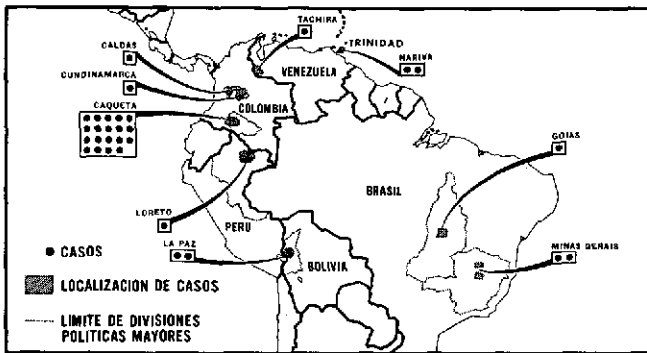 TACHIRA
TRINIDAD
CALDAS
NARIVA
VENEZUELA
CUNDINAMARCA
CAQUETA
COLOMBIA
GOIAS
BRASIL
LORETO
PERU
LA PAZ
MINAS GERAIS
BOLIVIA
CASOS
LOCALIZACION DE CASOS
LIMITE DE DIVISIONES
POLITICAS MAYORES